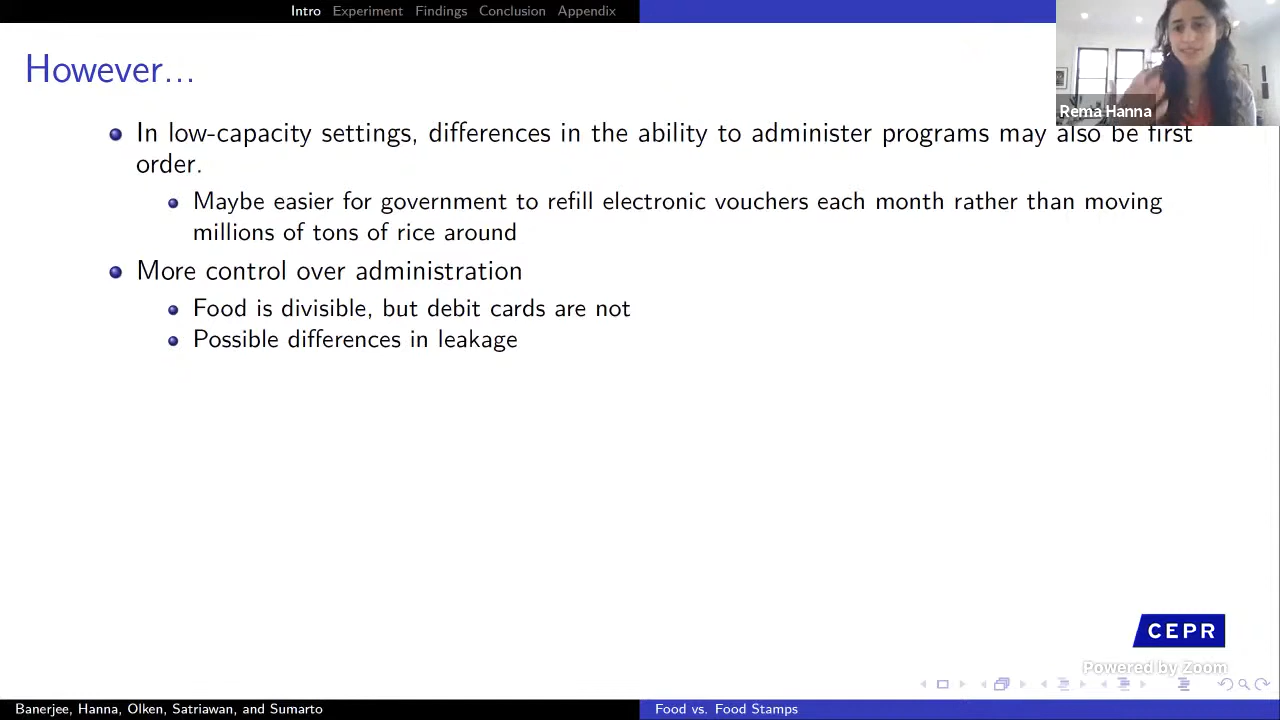 Intro Experiment Findings Conclusion Appendix
However...
Rema Hanna
In low-capacity settings, differences in the ability to administer programs may also be first
order.
Maybe easier for government to refill electronic vouchers each month rather than moving
millions of tons of rice around
More control over administration
Food is divisible, but debit cards are not
Possible differences in leakage
CEPR
Powered by Zoom
Banerjee, Hanna, Olken, Satriawan, and Sumarto
Food vs. Food Stamps